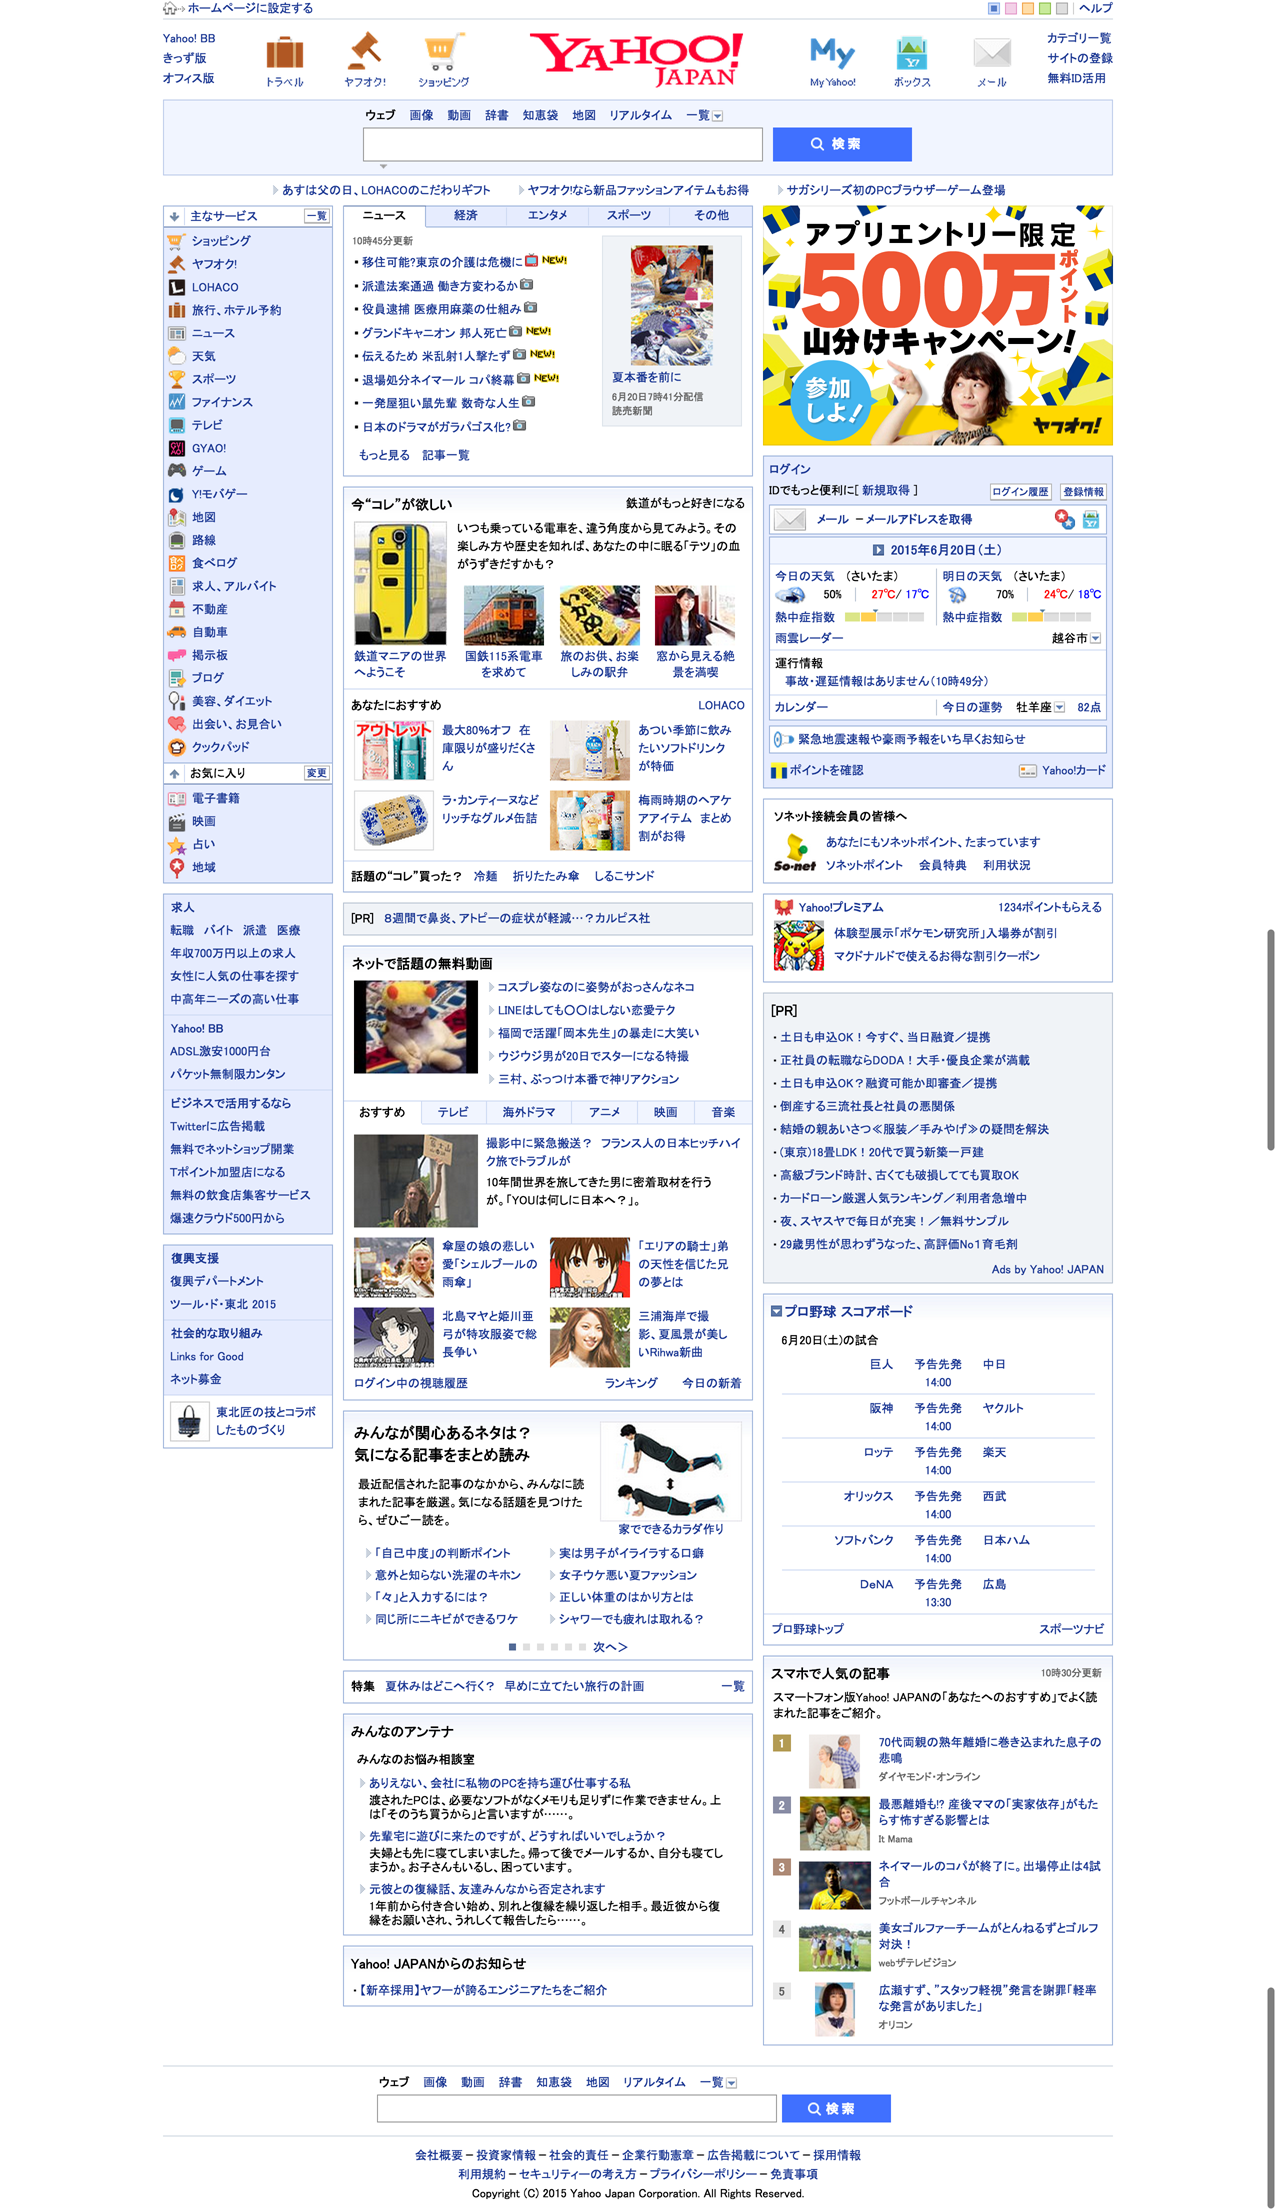 ホームページに設定する
ヘルプ
Yahoo! BB
きっず版
オフィス版
トラベル
ヤフオク!
ショッピング
YAHOO!
JAPAN
My
My Yahoo!
ボックス
メール
カテゴリ一覧
サイトの登録
無料ID活用
ウェブ 画像 動画 辞書 知恵袋 地図 リアルタイム 一覧
検索
あすは父の日、LOHACOのこだわりギフト
ヤフオク!なら新品ファッションアイテムもお得
サガシリーズ初のPCブラウザーゲーム登場
主なサービス 一覧
ショッピング
ヤフオク!
LOHACO
旅行、ホテル予約
ニュース
天気
スポーツ
ファイナンス
テレビ
GYAO!
ゲーム
Y!モバゲー
地図
路線
食べログ
求人、アルバイト
不動産
自動車
掲示板
ブログ
美容、ダイエット
出会い、お見合い
クックパッド
お気に入り 変更
電子書籍
映画
占い
地域
求人
転職 バイト 派遣 医療
年収700万円以上の求人
女性に人気の仕事を探す
中高年ニーズの高い仕事
Yahoo! BB
ADSL激安1000円台
パケット無制限カンタン
ビジネスで活用するなら
Twitterに広告掲載
無料でネットショップ開業
Tポイント加盟店になる
無料の飲食店集客サービス
爆速クラウド500円から
復興支援
復興デパートメント
ツール・ド・東北 2015
社会的な取り組み
Links for Good
ネット募金
東北匠の技とコラボ
したものづくり
ニュース 経済 エンタメ スポーツ その他
10時45分更新
移住可能?東京の介護は危機に NEW!
派遣法案通過 働き方変わるか
役員逮捕 医療用麻薬の仕組み
グランドキャニオン 邦人死亡 NEW!
伝えるため 米乱射1人撃たず NEW!
退場処分ネイマール コパ終幕 NEW!
一発屋狙い鼠先輩 数奇な人生
日本のドラマがガラパゴス化?
もっと見る 記事一覧
夏本番を前に
6月20日7時41分配信
読売新聞
今“コレ”が欲しい 鉄道がもっと好きになる
いつも乗っている電車を、違う角度から見てみよう。その
楽しみ方や歴史を知れば、あなたの中に眠る「テツ」の血
がうずきだすかも?
鉄道マニアの世界
へようこそ
国鉄115系電車
を求めて
旅のお供、お楽
しみの駅弁
窓から見える絶
景を満喫
あなたにおすすめ LOHACO
アウトレット
最大80%オフ 在
庫限りが盛りだくさ
ん
あつい季節に飲み
たいソフトドリンク
が特価
ラ・カンティーヌなど
リッチなグルメ缶詰
梅雨時期のヘアケ
アアイテム まとめ
割がお得
話題の“コレ”買った? 冷麺 折りたたみ傘 しるこサンド
[PR] 8週間で鼻炎、アトピーの症状が軽減…?カルピス社
ネットで話題の無料動画
コスプレ姿なのに姿勢がおっさんなネコ
LINEはしても〇〇はしない恋愛テク
福岡で活躍「岡本先生」の暴走に大笑い
ウジウジ男が20日でスターになる特撮
三村、ぶっつけ本番で神リアクション
おすすめ テレビ 海外ドラマ アニメ 映画 音楽
撮影中に緊急搬送? フランス人の日本ヒッチハイ
ク旅でトラブルが
10年間世界を旅してきた男に密着取材を行う
が。「YOUは何しに日本へ?」。
傘屋の娘の悲しい
愛「シェルブールの
雨傘」
「エリアの騎士」弟
の天性を信じた兄
の夢とは
北島マヤと姫川亜
弓が特攻服姿で総
長争い
三浦海岸で撮
影、夏風景が美し
いRihwa新曲
ログイン中の視聴履歴 ランキング 今日の新着
みんなが関心あるネタは?
気になる記事をまとめ読み
最近配信された記事のなかから、みんなに読
まれた記事を厳選。気になる話題を見つけた
ら、ぜひご一読を。
家でできるカラダ作り
「自己中度」の判断ポイント
意外と知らない洗濯のキホン
「々」と入力するには?
同じ所にニキビができるワケ
実は男子がイライラする口癖
女子ウケ悪い夏ファッション
正しい体重のはかり方とは
シャワーでも疲れは取れる?
次へ>
特集 夏休みはどこへ行く? 早めに立てたい旅行の計画 一覧
みんなのアンテナ
みんなのお悩み相談室
ありえない、会社に私物のPCを持ち運び仕事する私
渡されたPCは、必要なソフトがなくメモリも足りずに作業できません。上
は「そのうち買うから」と言いますが……。
先輩宅に遊びに来たのですが、どうすればいいでしょうか?
夫婦とも先に寝てしまいました。帰って後でメールするか、自分も寝てし
まうか。お子さんもいるし、困っています。
元彼との復縁話、友達みんなから否定されます
1年前から付き合い始め、別れと復縁を繰り返した相手。最近彼から復
縁をお願いされ、うれしくて報告したら……。
Yahoo! JAPANからのお知らせ
・【新卒採用】ヤフーが誇るエンジニアたちをご紹介
アプリエントリー限定
500万ポイント
山分けキャンペーン!
参加
しよ!
ヤフオク!
ログイン
IDでもっと便利に[ 新規取得 ] ログイン履歴 登録情報
メール －メールアドレスを取得
2015年6月20日(土)
今日の天気 (さいたま) 明日の天気 (さいたま)
50% 27℃/ 17℃ 70% 24℃/ 18℃
熱中症指数 熱中症指数
雨雲レーダー 越谷市
運行情報
事故・遅延情報はありません(10時49分)
カレンダー 今日の運勢 牡羊座 82点
緊急地震速報や豪雨予報をいち早くお知らせ
ポイントを確認 Yahoo!カード
ソネット接続会員の皆様へ
So-net
あなたにもソネットポイント、たまっています
ソネットポイント 会員特典 利用状況
Yahoo!プレミアム 1234ポイントもらえる
体験型展示「ポケモン研究所」入場券が割引
マクドナルドで使えるお得な割引クーポン
[PR]
・土日も申込OK!今すぐ、当日融資/提携
・正社員の転職ならDODA!大手・優良企業が満載
・土日も申込OK?融資可能か即審査/提携
・倒産する三流社長と社員の悪関係
・結婚の親あいさつ≪服装/手みやげ≫の疑問を解決
・(東京)18畳LDK!20代で買う新築一戸建
・高級ブランド時計、古くても破損してても買取OK
・カードローン厳選人気ランキング/利用者急増中
・夜、スヤスヤで毎日が充実!/無料サンプル
・29歳男性が思わずうなった、高評価No1育毛剤
Ads by Yahoo! JAPAN
プロ野球 スコアボード
6月20日(土)の試合
巨人 予告先発 中日
14:00
阪神 予告先発 ヤクルト
14:00
ロッテ 予告先発 楽天
14:00
オリックス 予告先発 西武
14:00
ソフトバンク 予告先発 日本ハム
14:00
DeNA 予告先発 広島
13:30
プロ野球トップ スポーツナビ
スマホで人気の記事 10時30分更新
スマートフォン版Yahoo! JAPANの「あなたへのおすすめ」でよく読
まれた記事をご紹介。
1
70代両親の熟年離婚に巻き込まれた息子の
悲鳴
ダイヤモンド・オンライン
2
最悪離婚も!? 産後ママの「実家依存」がもた
らす怖すぎる影響とは
It Mama
3
ネイマールのコパが終了に。出場停止は4試
合
フットボールチャンネル
4
美女ゴルファーチームがとんねるずとゴルフ
対決!
webザテレビジョン
5
広瀬すず、”スタッフ軽視”発言を謝罪「軽率
な発言がありました」
オリコン
ウェブ 画像 動画 辞書 知恵袋 地図 リアルタイム 一覧
検索
会社概要－投資家情報－社会的責任－企業行動憲章－広告掲載について－採用情報
利用規約－セキュリティーの考え方－プライバシーポリシー－免責事項
Copyright (C) 2015 Yahoo Japan Corporation. All Rights Reserved.